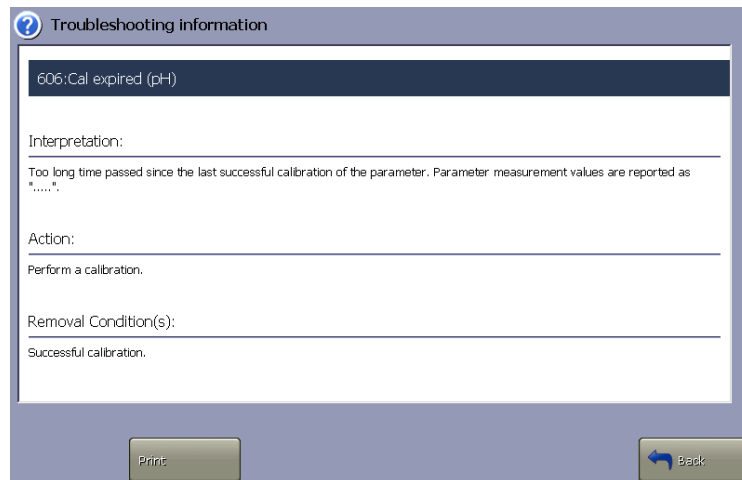 Troubleshooting information
606:Cal expired (pH)
Interpretation:
Too long time passed since the last successful calibration of the parameter. Parameter measurement values are reported as
".....".
Action:
Perform a calibration.
Removal Condition(s):
Successful calibration.
Print
Back